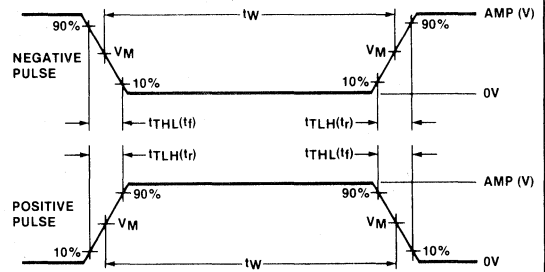 tW
AMP (V)
90%
90%
NEGATIVE
PULSE
VM
VM
10%
10%
0V
tTHL(tf)
tTLH(tr)
tTLH(tr)
tTHL(tf)
AMP (V)
90%
90%
POSITIVE
PULSE
VM
VM
10%
10%
0V
tW